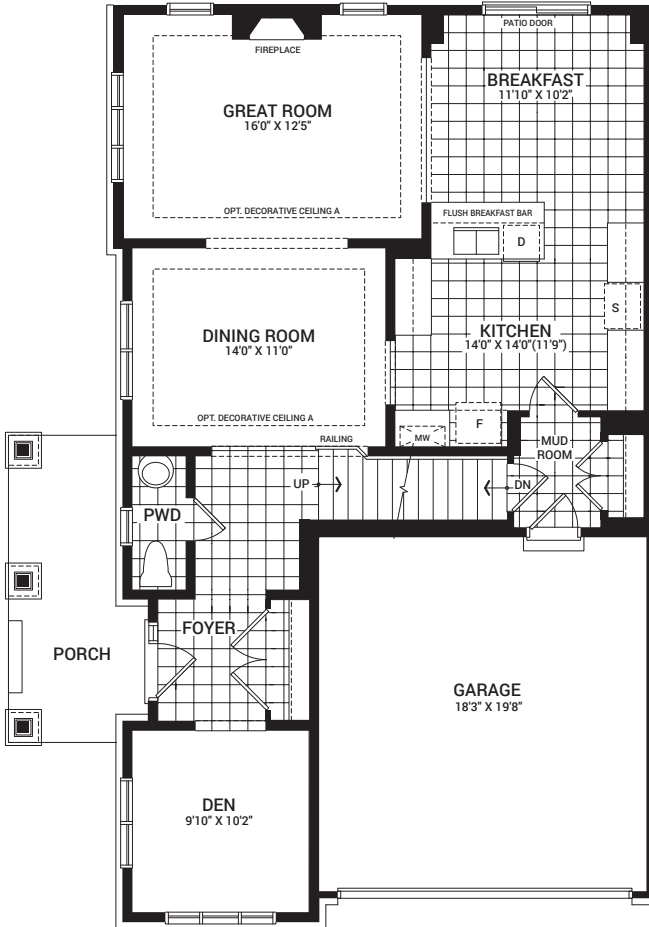 PATIO DOOR
FIREPLACE
BREAKFAST
11'10" X 10'2"
GREAT ROOM
16'0" X 12'5"
OPT. DECORATIVE CEILING A
FLUSH BREAKFAST BAR
D
S
DINING ROOM
14'0" X 11'0"
KITCHEN
14'0" X 14'0"(11'9")
OPT. DECORATIVE CEILING A
F
MW
RAILING
MUD
ROOM
UP
DN
PWD
FOYER
PORCH
GARAGE
18'3" X 19'8"
DEN
9'10" X 10'2"